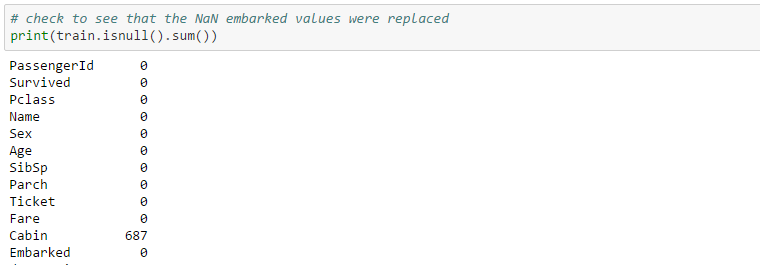 # check to see that the NaN embarked values were replaced
print(train.isnull().sum())
PassengerId 0
Survived 0
Pclass 0
Name 0
Sex 0
Age 0
SibSp 0
Parch 0
Ticket 0
Fare 0
Cabin 687
Embarked 0